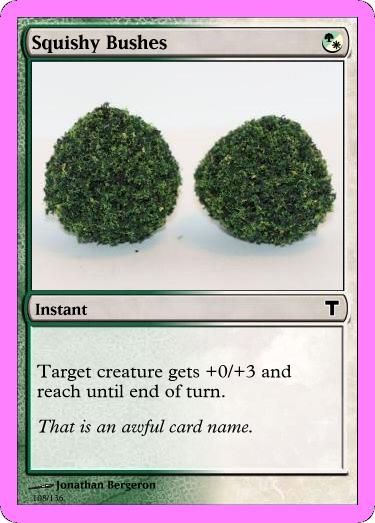 Squishy Bushes
Instant
T
Target creature gets +0/+3 and
reach until end of turn.
That is an awful card name.
Jonathan Bergeron
108/136